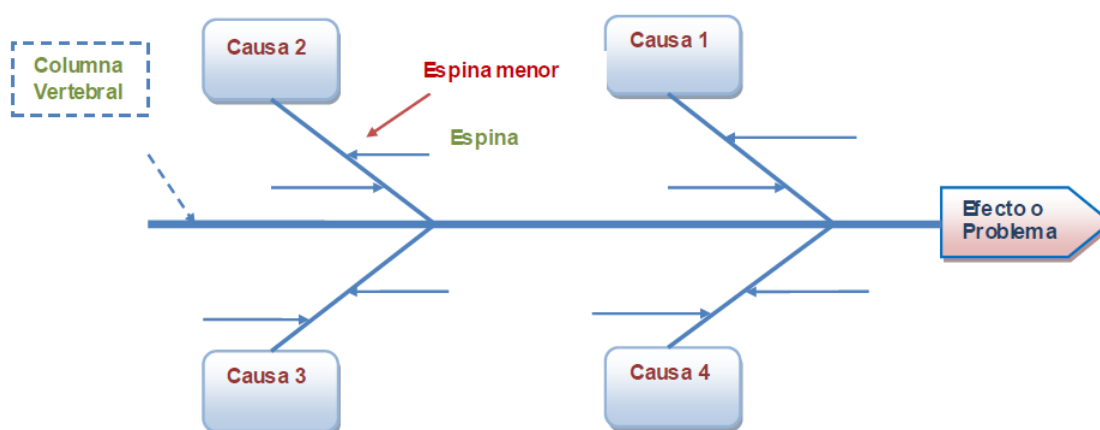 Causa 2
Causa 1
Columna
Vertebral
Espina menor
Espina
Efecto o
Problema
Causa 3
Causa 4